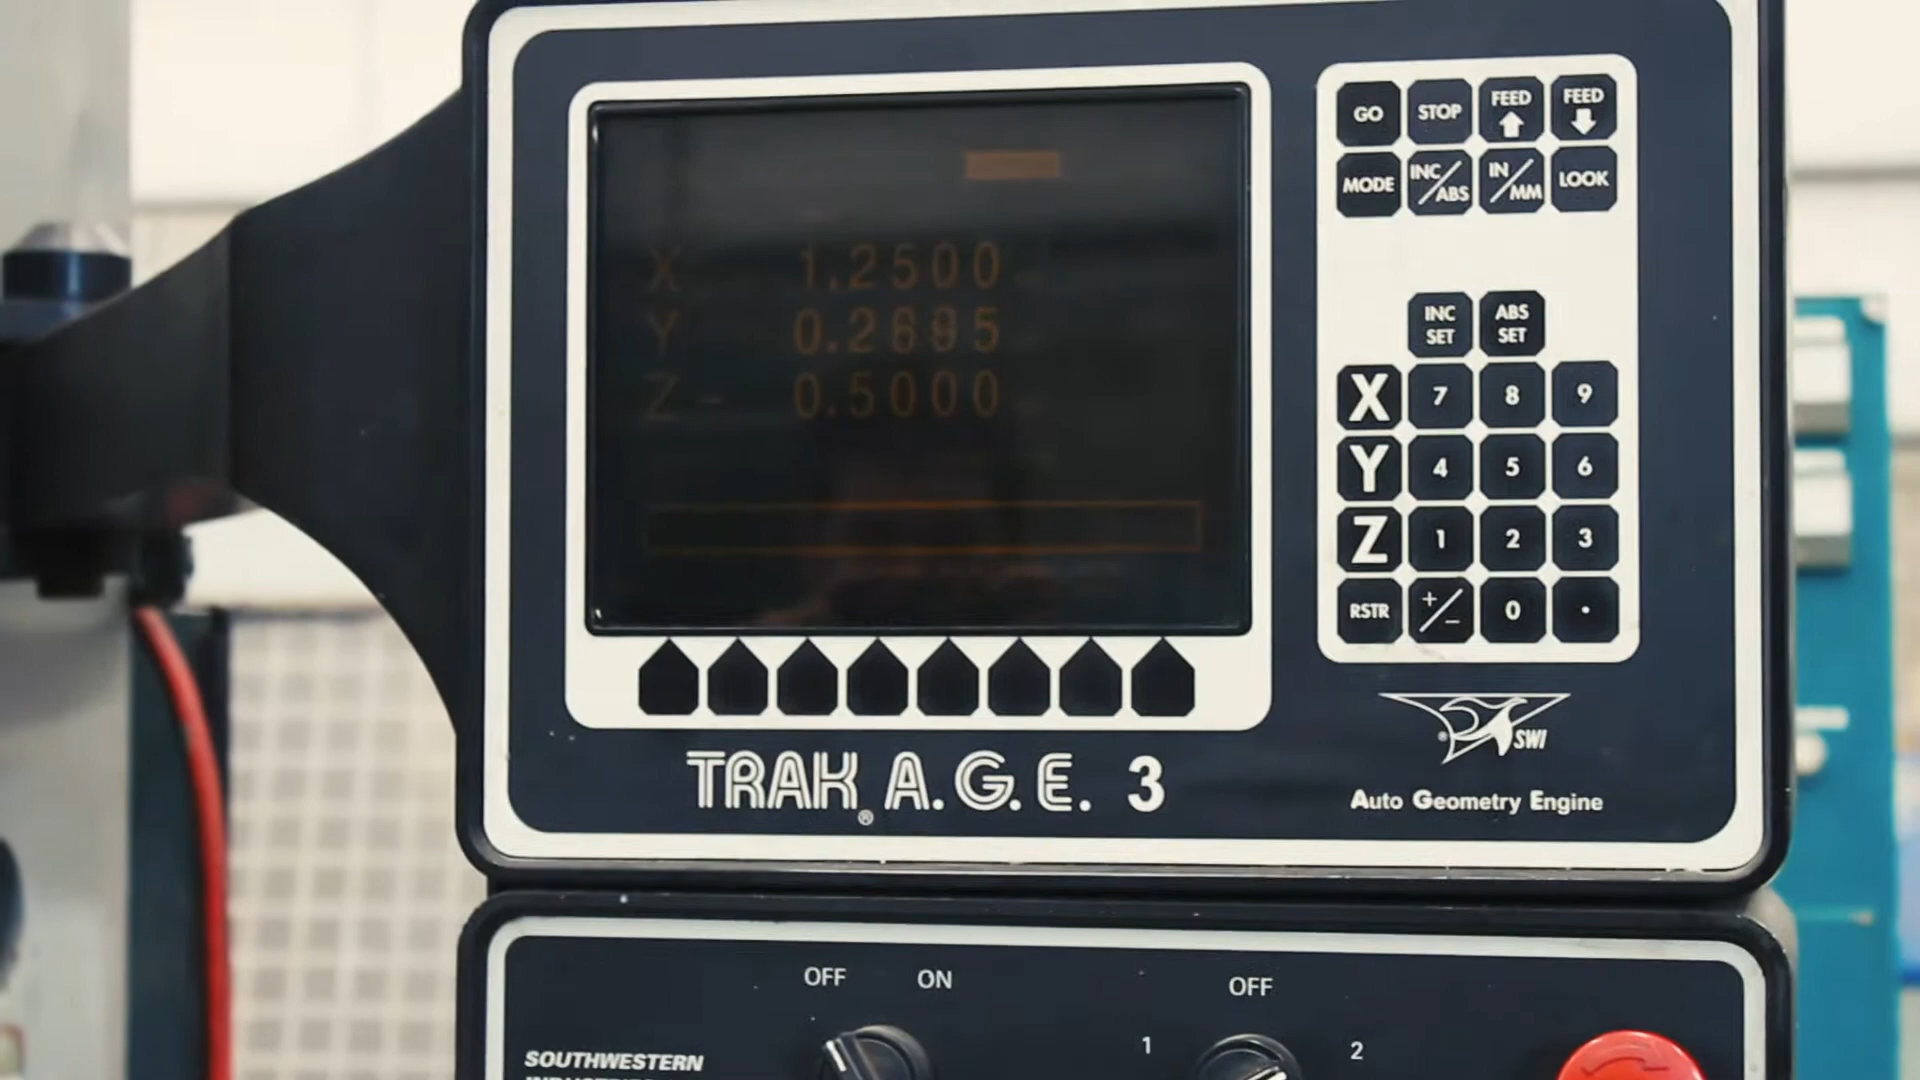 X 1.2500
Y 0.2695
Z - 0.5000
GO STOP FEED FEED
MODE INC/ABS IN/MM LOOK
INC SET ABS SET
X 7 8 9
Y 4 5 6
Z 1 2 3
RSTR +/- 0 .
® SWI
TRAK® A.G.E. 3
Auto Geometry Engine
OFF ON
OFF
1 2
SOUTHWESTERN